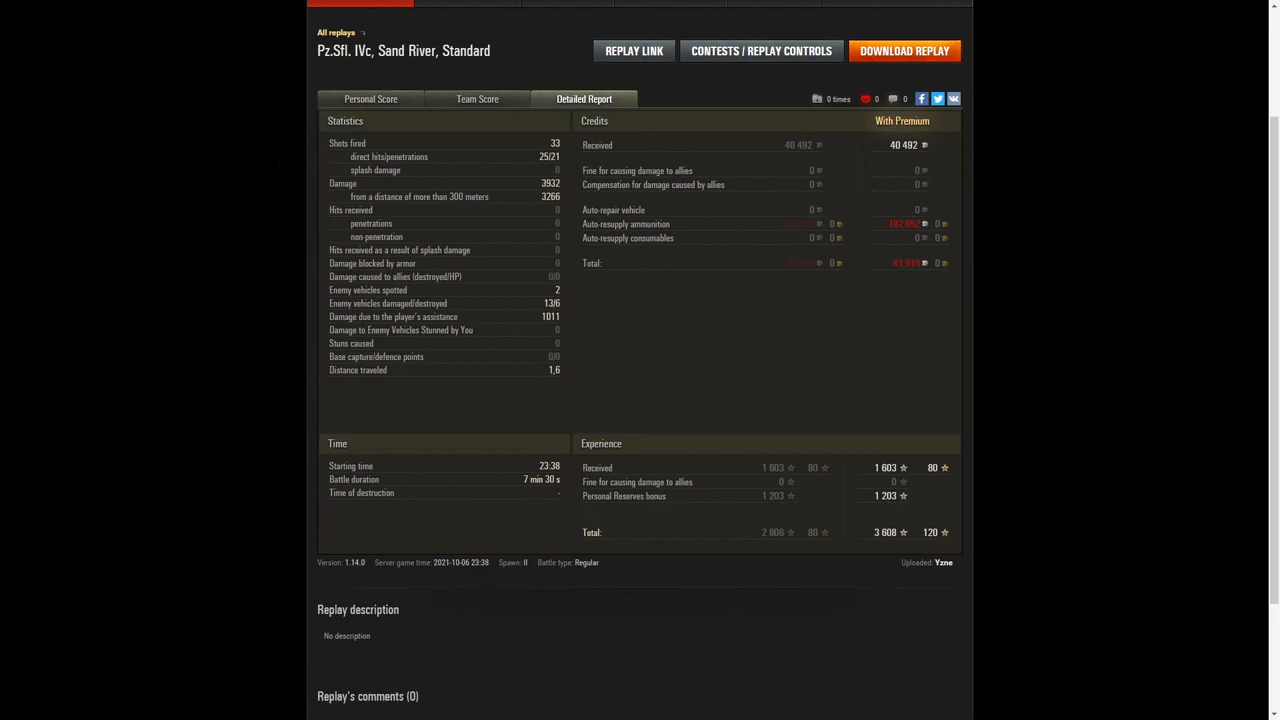 All replays
Pz.Sfl. IVc, Sand River, Standard
REPLAY LINK
CONTESTS / REPLAY CONTROLS
DOWNLOAD REPLAY
Personal Score
Team Score
Detailed Report
0 times
0
0
Statistics
Shots fired 33
direct hits/penetrations 25/21
splash damage 0
Damage 3932
from a distance of more than 300 meters 3266
Hits received 0
penetrations 0
non-penetration 0
Hits received as a result of splash damage 0
Damage blocked by armor 0
Damage caused to allies (destroyed/HP) 0/0
Enemy vehicles spotted 2
Enemy vehicles damaged/destroyed 13/6
Damage due to the player's assistance 1011
Damage to Enemy Vehicles Stunned by You 0
Stuns caused 0
Base capture/defence points 0/0
Distance traveled 1,6
Credits With Premium
Received 40 492 40 492
Fine for causing damage to allies 0 0
Compensation for damage caused by allies 0 0
Auto-repair vehicle 0 0
Auto-resupply ammunition 0 0
Auto-resupply consumables 0 0 0 0
Total: 0 0
Time
Starting time 23:38
Battle duration 7 min 30 s
Time of destruction -
Experience
Received 1 603 80 1 603 80
Fine for causing damage to allies 0 0
Personal Reserves bonus 1 203 1 203
Total: 2 806 80 3 608 120
Version: 1.14.0 Server game time: 2021-10-06 23:38 Spawn: II Battle type: Regular
Uploaded: Yzne
Replay description
No description
Replay's comments (0)